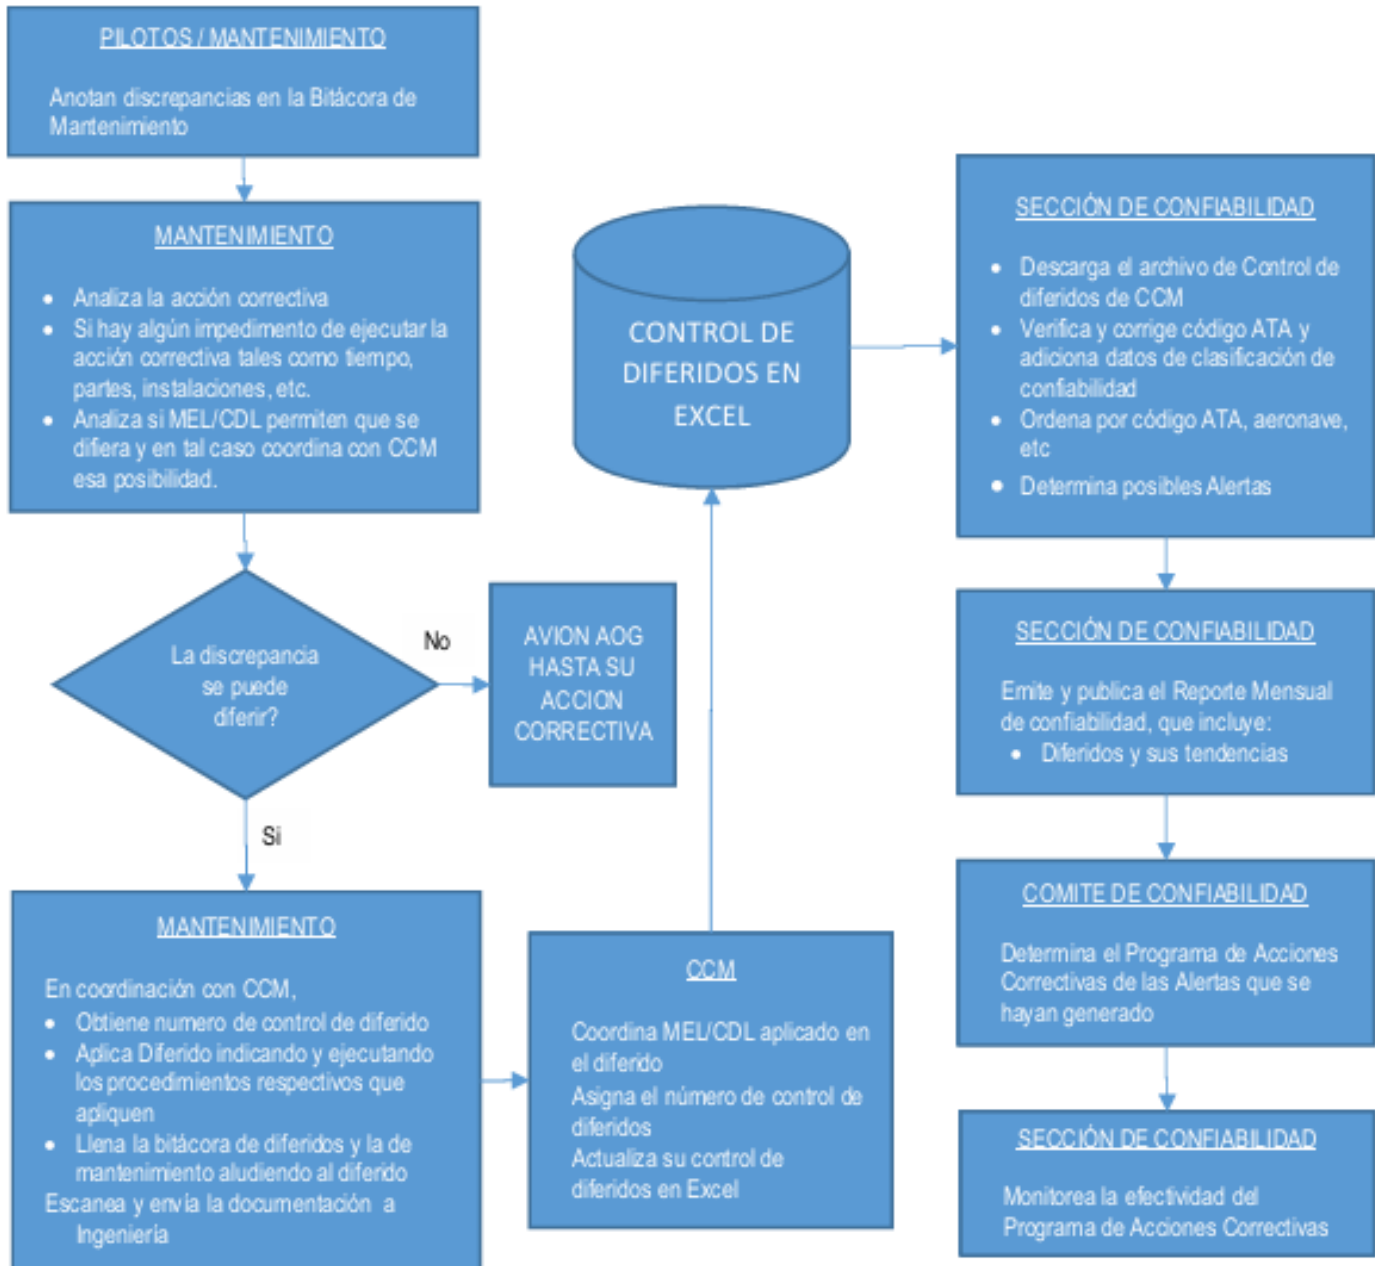 PILOTOS / MANTENIMIENTO
Anotan discrepancias en la Bitácora de
Mantenimiento
MANTENIMIENTO
• Analiza la acción correctiva
• Si hay algún impedimento de ejecutar la
acción correctiva tales como tiempo,
partes, instalaciones, etc.
• Analiza si MEL/CDL permiten que se
difiera y en tal caso coordina con CCM
esa posibilidad.
La discrepancia
se puede
diferir?
No
AVION AOG
HASTA SU
ACCION
CORRECTIVA
Si
MANTENIMIENTO
En coordinación con CCM,
• Obtiene numero de control de diferido
• Aplica Diferido indicando y ejecutando
los procedimientos respectivos que
apliquen
• Llena la bitácora de diferidos y la de
mantenimiento aludiendo al diferido
Escanea y envía la documentación a
Ingeniería
CCM
Coordina MEL/CDL aplicado en
el diferido
Asigna el número de control de
diferidos
Actualiza su control de
diferidos en Excel
CONTROL DE
DIFERIDOS EN
EXCEL
SECCIÓN DE CONFIABILIDAD
• Descarga el archivo de Control de
diferidos de CCM
• Verifica y corrige código ATA y
adiciona datos de clasificación de
confiabilidad
• Ordena por código ATA, aeronave,
etc
• Determina posibles Alertas
SECCIÓN DE CONFIABILIDAD
Emite y publica el Reporte Mensual
de confiabilidad, que incluye:
• Diferidos y sus tendencias
COMITE DE CONFIABILIDAD
Determina el Programa de Acciones
Correctivas de las Alertas que se
hayan generado
SECCIÓN DE CONFIABILIDAD
Monitorea la efectividad del
Programa de Acciones Correctivas